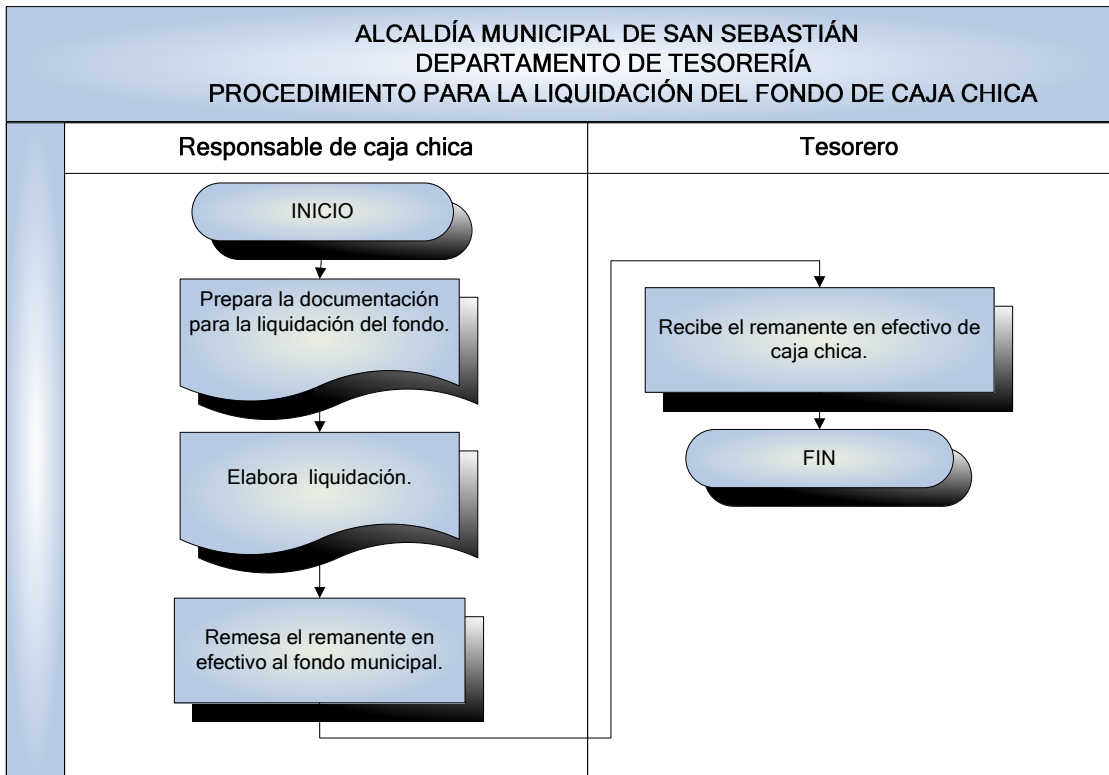 ALCALDÍA MUNICIPAL DE SAN SEBASTIÁN
DEPARTAMENTO DE TESORERÍA
PROCEDIMIENTO PARA LA LIQUIDACIÓN DEL FONDO DE CAJA CHICA
Responsable de caja chica
INICIO
Prepara la documentación
para la liquidación del fondo.
Elabora liquidación.
Remesa el remanente en
efectivo al fondo municipal.
Tesorero
Recibe el remanente en efectivo de
caja chica.
FIN